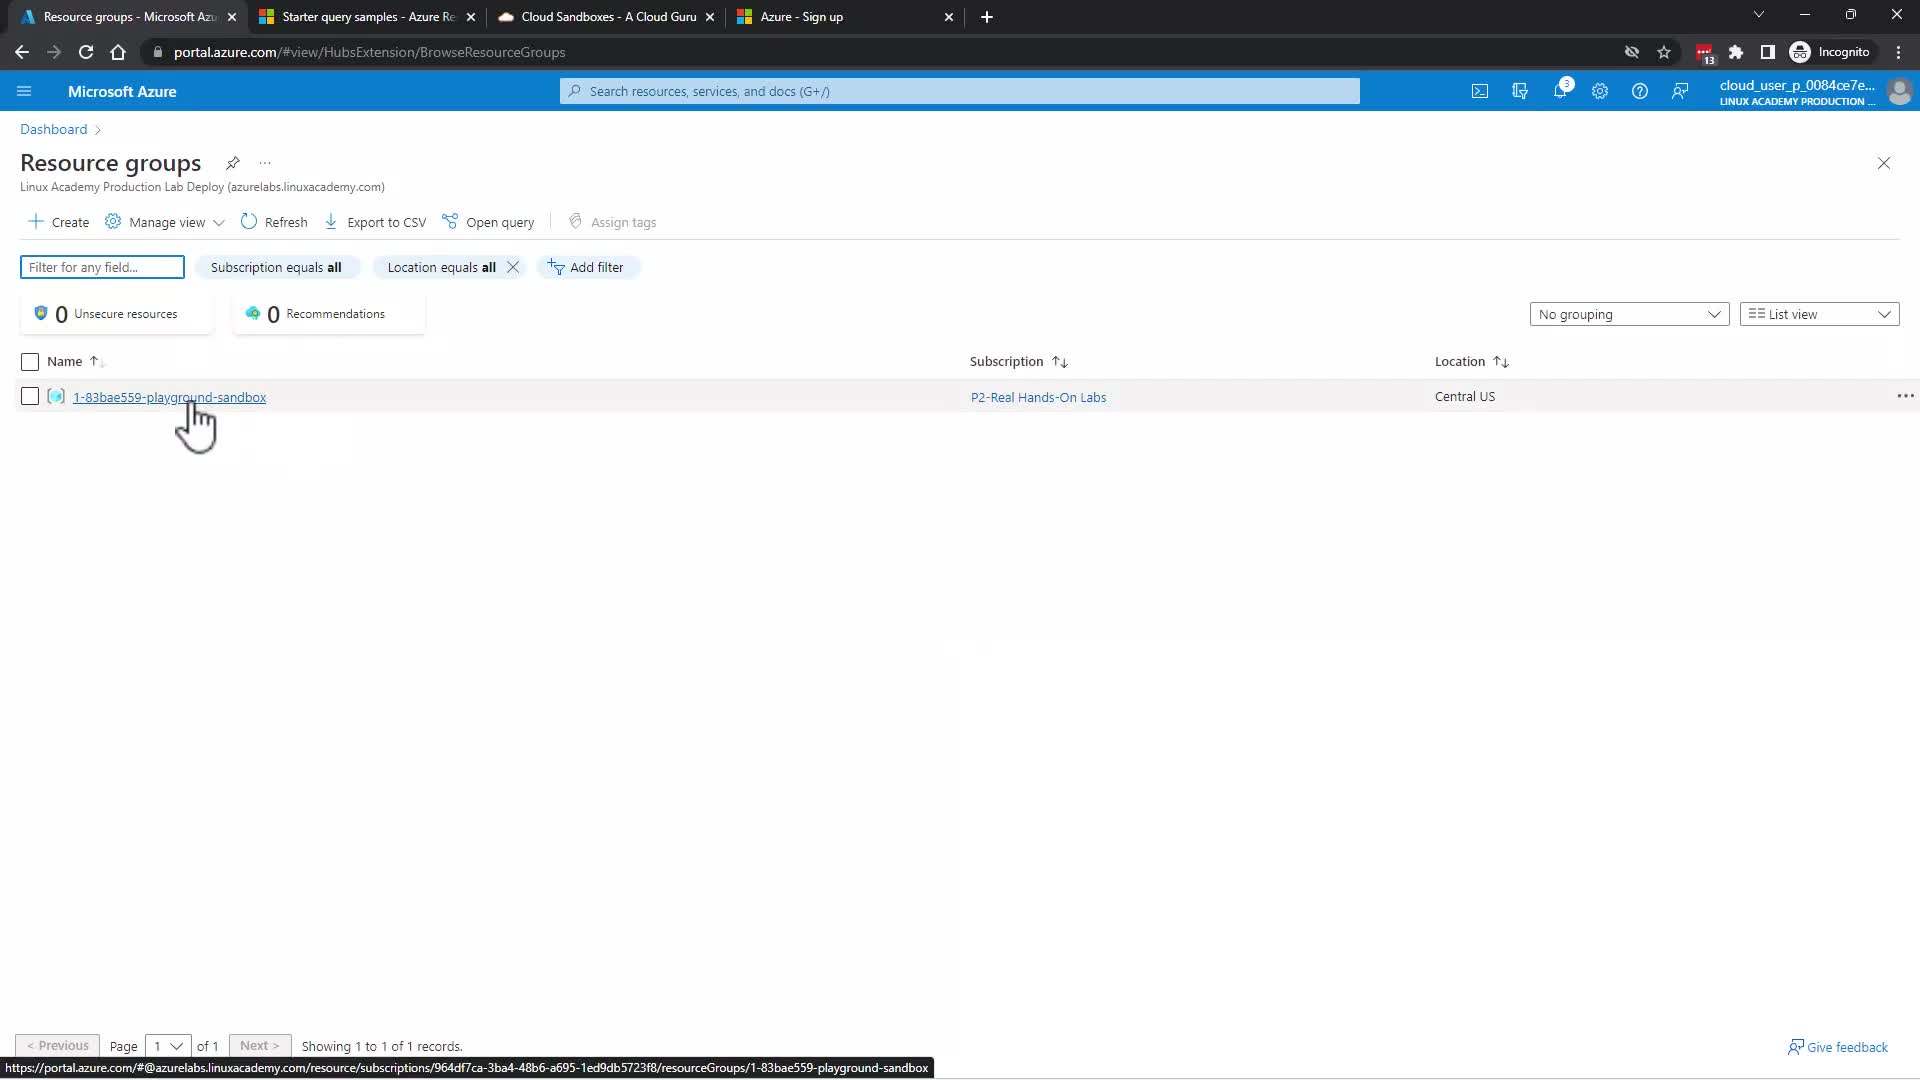 Resource groups - Microsoft Azu
Starter query samples - Azure Re
Cloud Sandboxes - A Cloud Guru
Azure - Sign up
portal.azure.com/#view/HubsExtension/BrowseResourceGroups
13
Incognito
Microsoft Azure
Search resources, services, and docs (G+/)
3
cloud_user_p_0084ce7e...
LINUX ACADEMY PRODUCTION ...
Dashboard
Resource groups
Linux Academy Production Lab Deploy (azurelabs.linuxacademy.com)
Create
Manage view
Refresh
Export to CSV
Open query
Assign tags
Filter for any field...
Subscription equals all
Location equals all
Add filter
0 Unsecure resources
0 Recommendations
No grouping
List view
Name
Subscription
Location
1-83bae559-playground-sandbox
P2-Real Hands-On Labs
Central US
< Previous
Page 1 of 1
Next >
Showing 1 to 1 of 1 records.
Give feedback
https://portal.azure.com/#@azurelabs.linuxacademy.com/resource/subscriptions/964df7ca-3ba4-48b6-a695-1ed9db5723f8/resourceGroups/1-83bae559-playground-sandbox